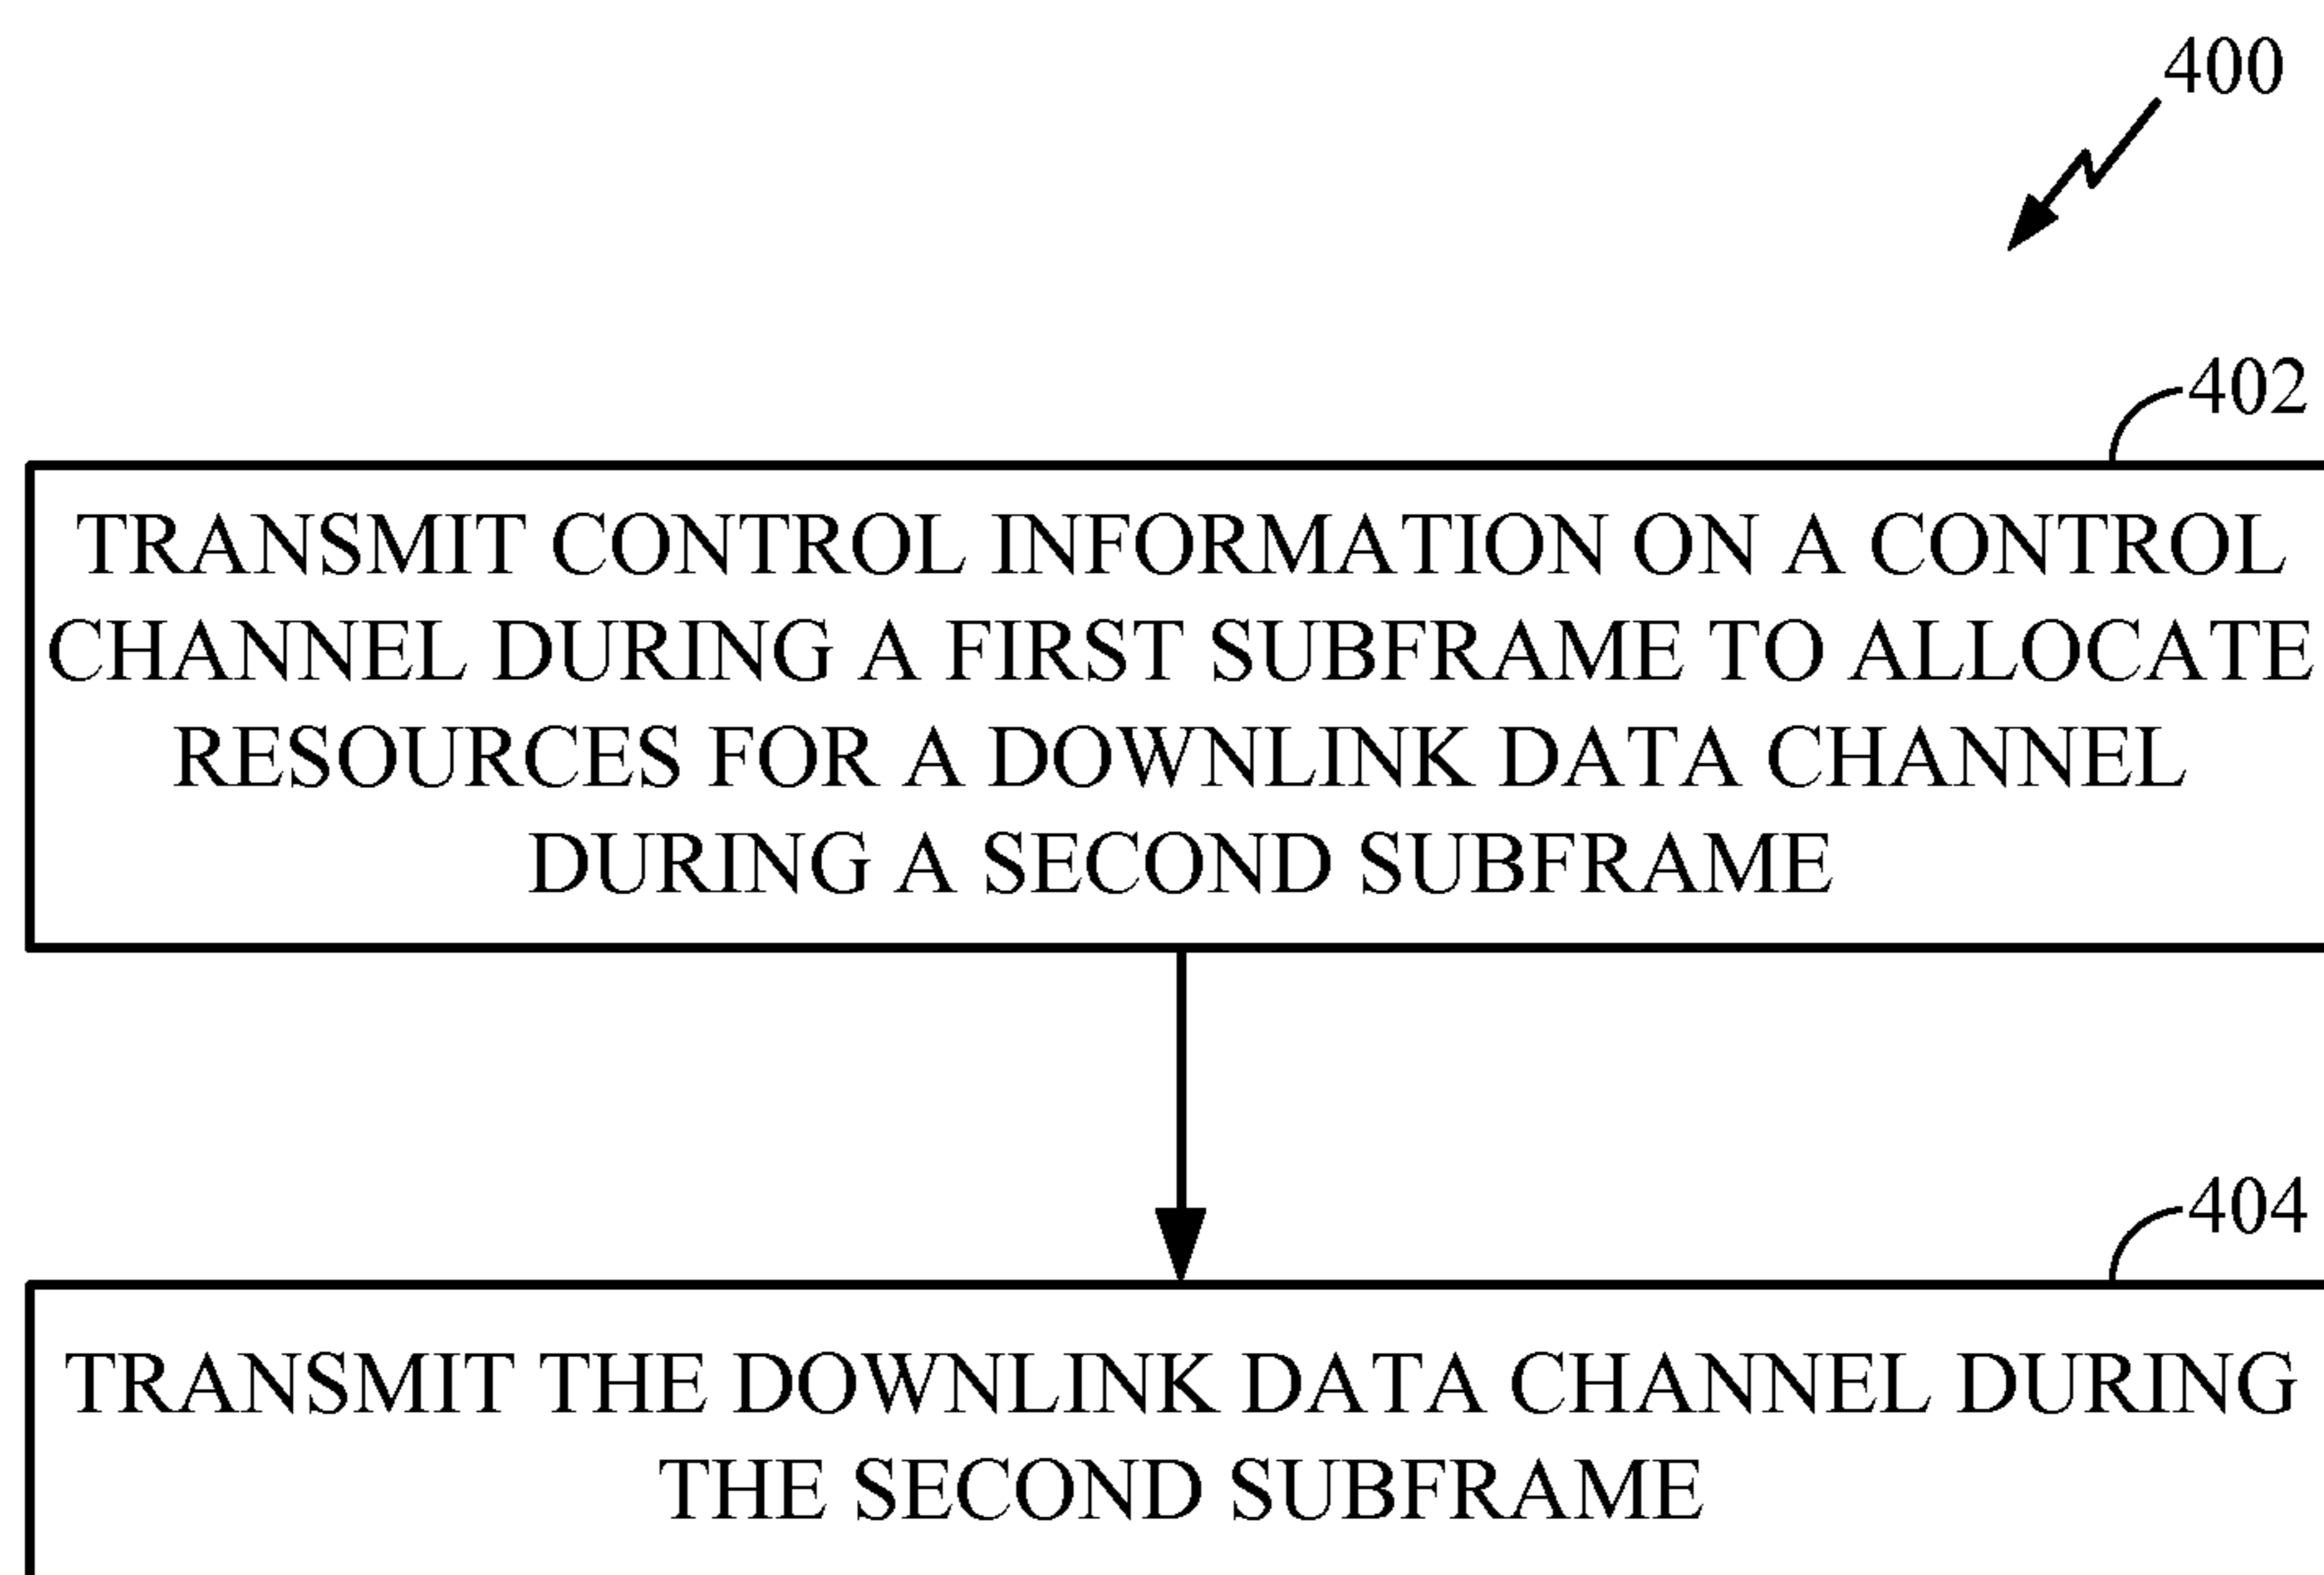 400
402
TRANSMIT CONTROL INFORMATION ON A CONTROL
CHANNEL DURING A FIRST SUBFRAME TO ALLOCATE
RESOURCES FOR A DOWNLINK DATA CHANNEL
DURING A SECOND SUBFRAME
404
TRANSMIT THE DOWNLINK DATA CHANNEL DURING
THE SECOND SUBFRAME